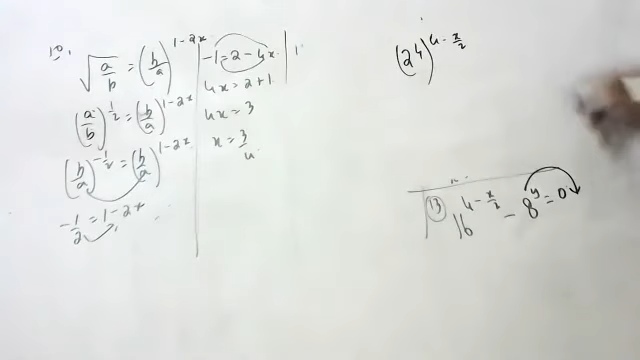 10.
√(a/b) = (b/a)^(1-2x)
(a/b)^(1/2) = (b/a)^(1-2x)
(b/a)^(-1/2) = (b/a)^(1-2x)
-1/2 = 1-2x
-1 = 2-4x
4x = 2+1
4x = 3
x = 3/4
(2^4)^(4-x/2)
(13) 16^(4-x/2) - 8^y = 0